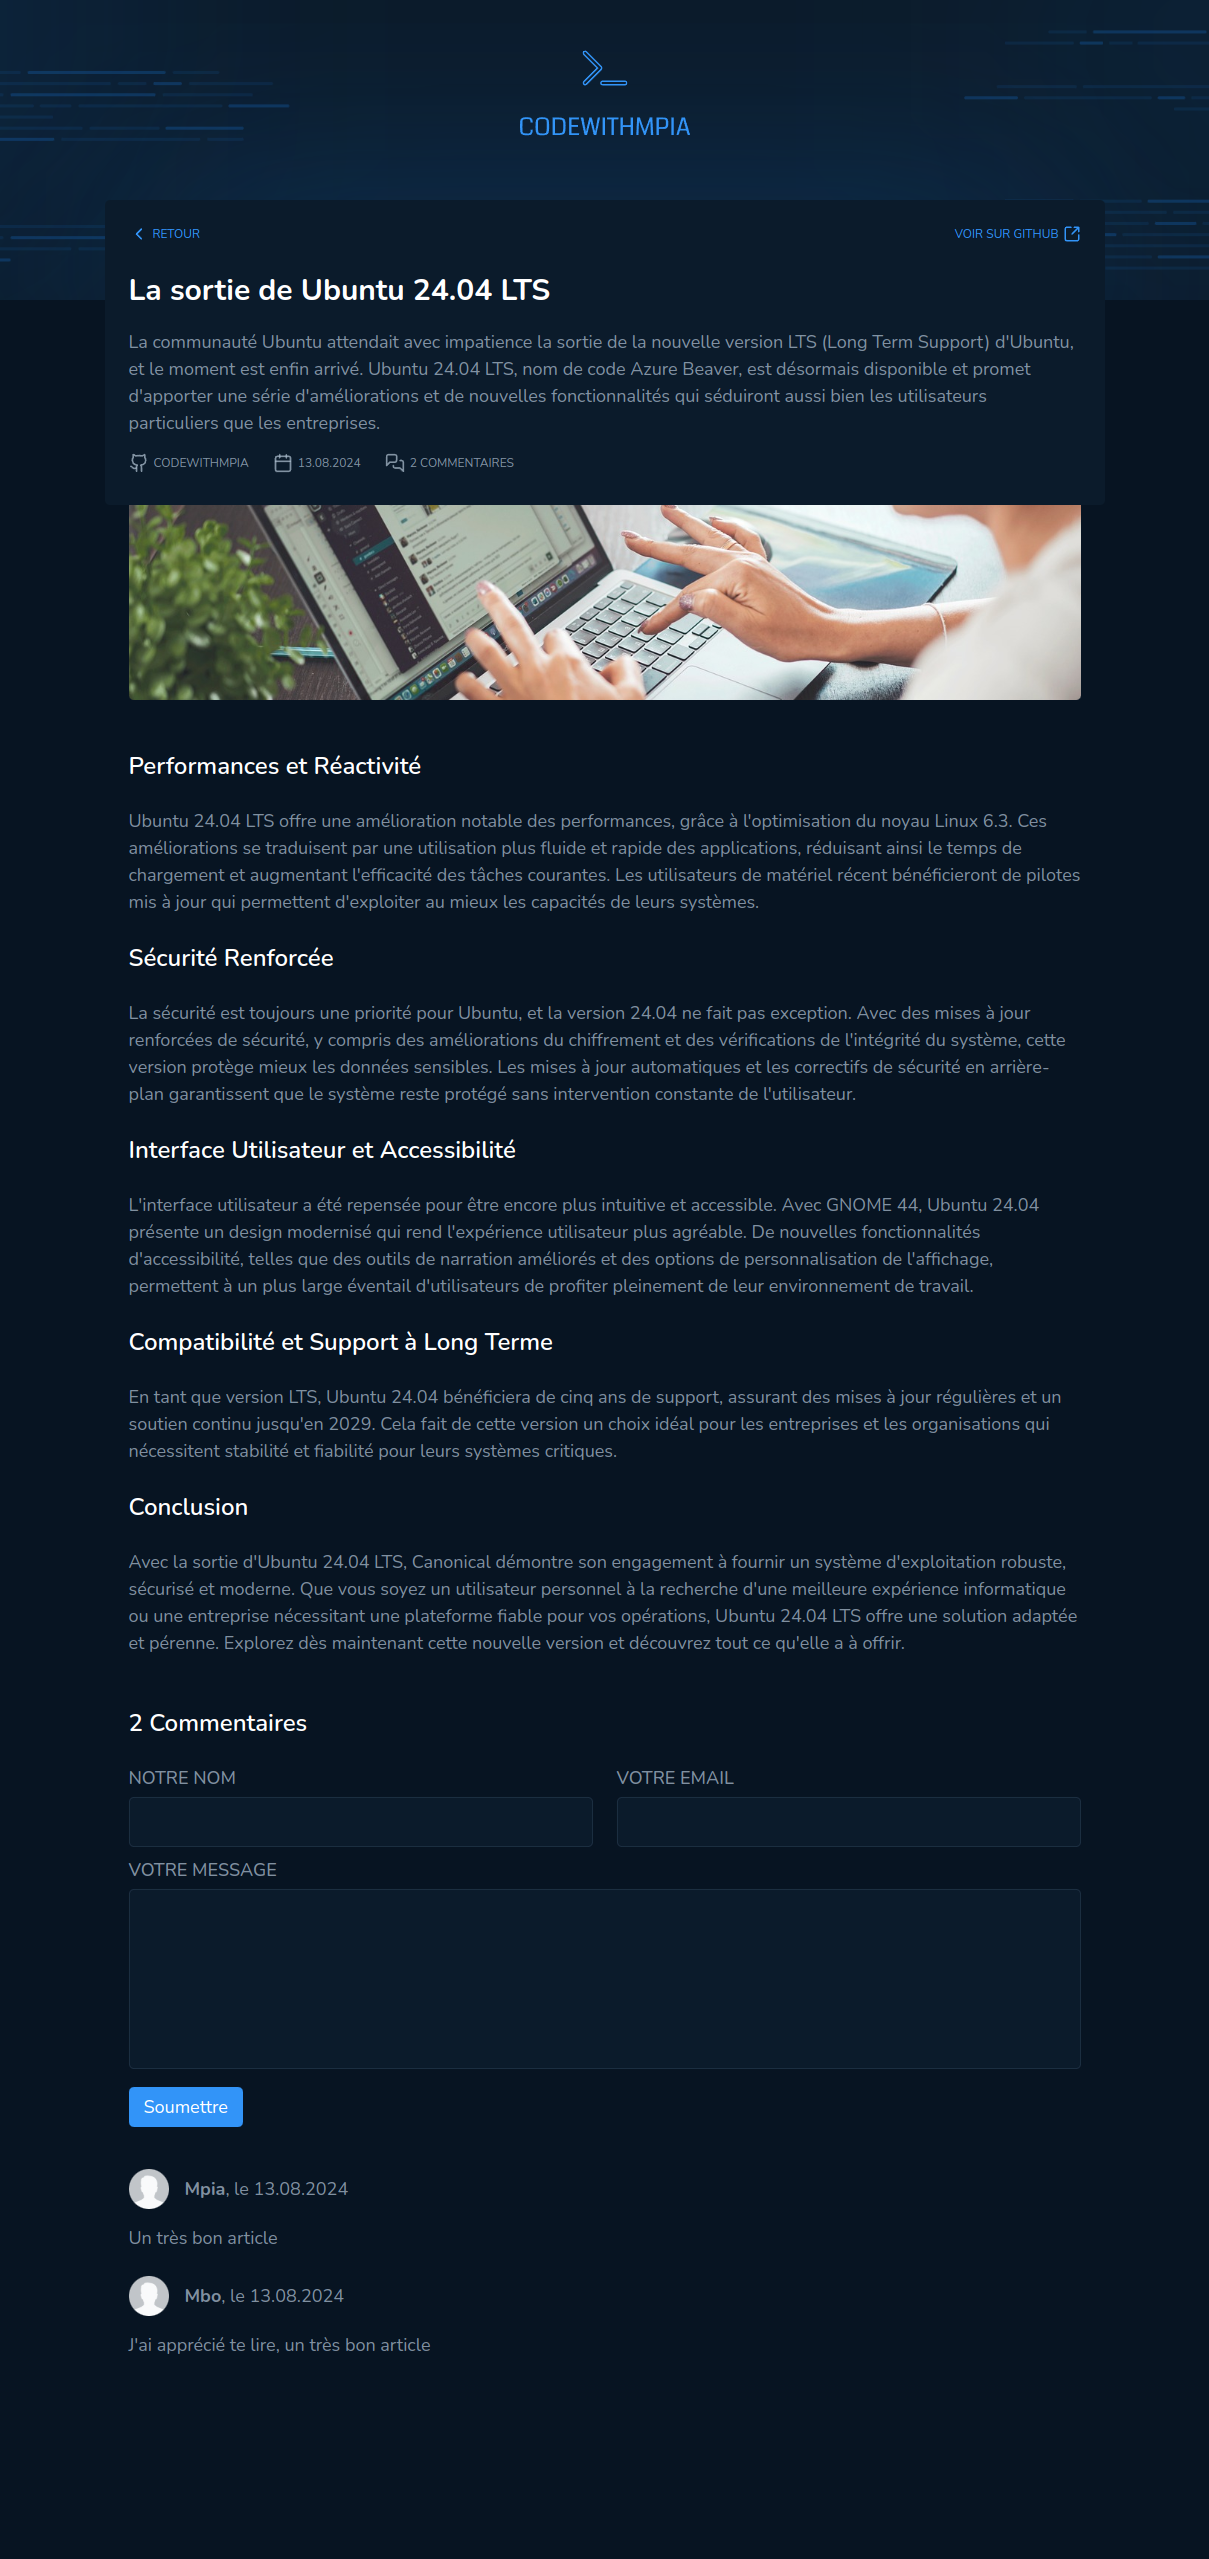 CODEWITHMPIA
RETOUR
VOIR SUR GITHUB
La sortie de Ubuntu 24.04 LTS
La communauté Ubuntu attendait avec impatience la sortie de la nouvelle version LTS (Long Term Support) d'Ubuntu,
et le moment est enfin arrivé. Ubuntu 24.04 LTS, nom de code Azure Beaver, est désormais disponible et promet
d'apporter une série d'améliorations et de nouvelles fonctionnalités qui séduiront aussi bien les utilisateurs
particuliers que les entreprises.
CODEWITHMPIA 13.08.2024 2 COMMENTAIRES
Performances et Réactivité
Ubuntu 24.04 LTS offre une amélioration notable des performances, grâce à l'optimisation du noyau Linux 6.3. Ces
améliorations se traduisent par une utilisation plus fluide et rapide des applications, réduisant ainsi le temps de
chargement et augmentant l'efficacité des tâches courantes. Les utilisateurs de matériel récent bénéficieront de pilotes
mis à jour qui permettent d'exploiter au mieux les capacités de leurs systèmes.
Sécurité Renforcée
La sécurité est toujours une priorité pour Ubuntu, et la version 24.04 ne fait pas exception. Avec des mises à jour
renforcées de sécurité, y compris des améliorations du chiffrement et des vérifications de l'intégrité du système, cette
version protège mieux les données sensibles. Les mises à jour automatiques et les correctifs de sécurité en arrière-
plan garantissent que le système reste protégé sans intervention constante de l'utilisateur.
Interface Utilisateur et Accessibilité
L'interface utilisateur a été repensée pour être encore plus intuitive et accessible. Avec GNOME 44, Ubuntu 24.04
présente un design modernisé qui rend l'expérience utilisateur plus agréable. De nouvelles fonctionnalités
d'accessibilité, telles que des outils de narration améliorés et des options de personnalisation de l'affichage,
permettent à un plus large éventail d'utilisateurs de profiter pleinement de leur environnement de travail.
Compatibilité et Support à Long Terme
En tant que version LTS, Ubuntu 24.04 bénéficiera de cinq ans de support, assurant des mises à jour régulières et un
soutien continu jusqu'en 2029. Cela fait de cette version un choix idéal pour les entreprises et les organisations qui
nécessitent stabilité et fiabilité pour leurs systèmes critiques.
Conclusion
Avec la sortie d'Ubuntu 24.04 LTS, Canonical démontre son engagement à fournir un système d'exploitation robuste,
sécurisé et moderne. Que vous soyez un utilisateur personnel à la recherche d'une meilleure expérience informatique
ou une entreprise nécessitant une plateforme fiable pour vos opérations, Ubuntu 24.04 LTS offre une solution adaptée
et pérenne. Explorez dès maintenant cette nouvelle version et découvrez tout ce qu'elle a à offrir.
2 Commentaires
NOTRE NOM
VOTRE EMAIL
VOTRE MESSAGE
Soumettre
Mpia, le 13.08.2024
Un très bon article
Mbo, le 13.08.2024
J'ai apprécié te lire, un très bon article